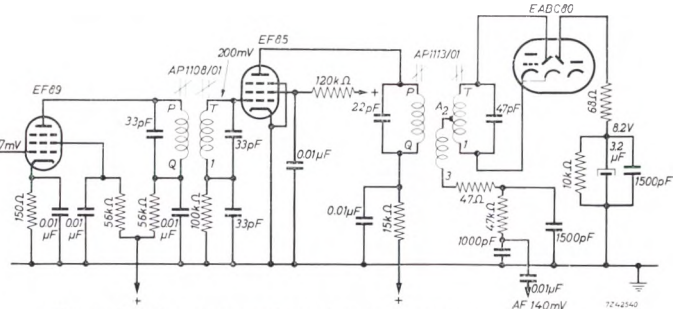 EABC80
EF85
AP1113/01
200mV
AP1108/01
EF89
120kΩ
+
P
T
P
T
22pF
A2
47pF
68Ω
33pF
33pF
8.2V
7mV
Q
1
Q
1
3
3.2 μF
0.01μF
10kΩ
1500pF
47Ω
150Ω
0.01 μF
0.01 μF
56kΩ
56kΩ
0.01 μF
100kΩ
33pF
0.01μF
15kΩ
47kΩ
1000pF
1500pF
0.01μF
+
+
AF 140mV
7Z42540